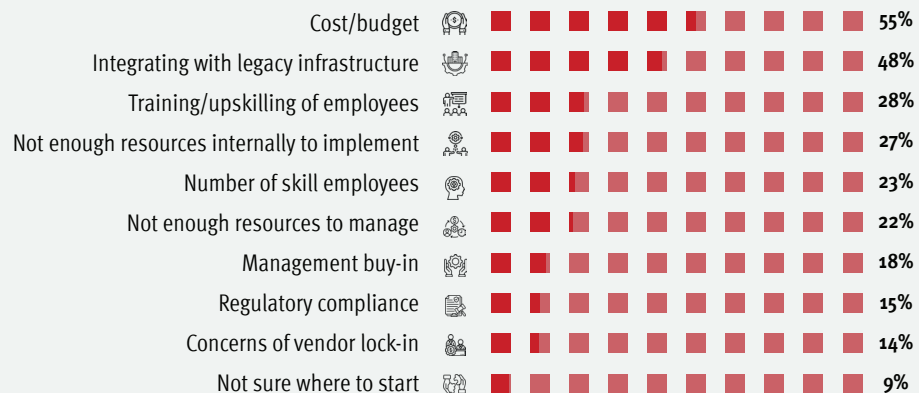 Cost/budget 55%
Integrating with legacy infrastructure 48%
Training/upskilling of employees 28%
Not enough resources internally to implement 27%
Number of skill employees 23%
Not enough resources to manage 22%
Management buy-in 18%
Regulatory compliance 15%
Concerns of vendor lock-in 14%
Not sure where to start 9%